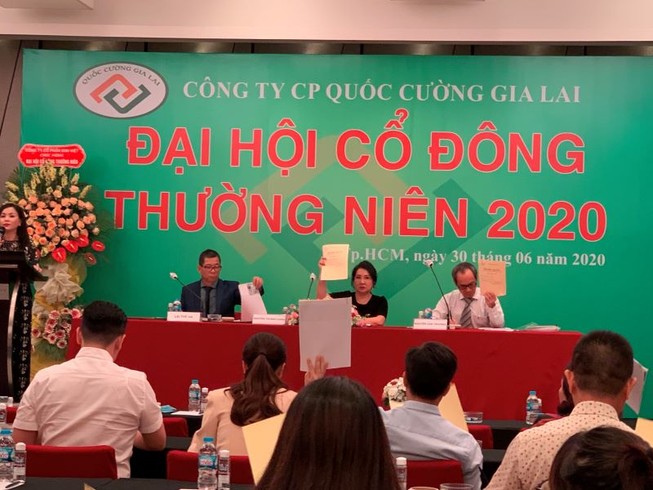 QUỐC CƯỜNG GIA LAI
CÔNG TY CP QUỐC CƯỜNG GIA LAI
ĐẠI HỘI CỔ ĐÔNG
THƯỜNG NIÊN 2020
p.HCM, ngày 30 tháng 06 năm 2020